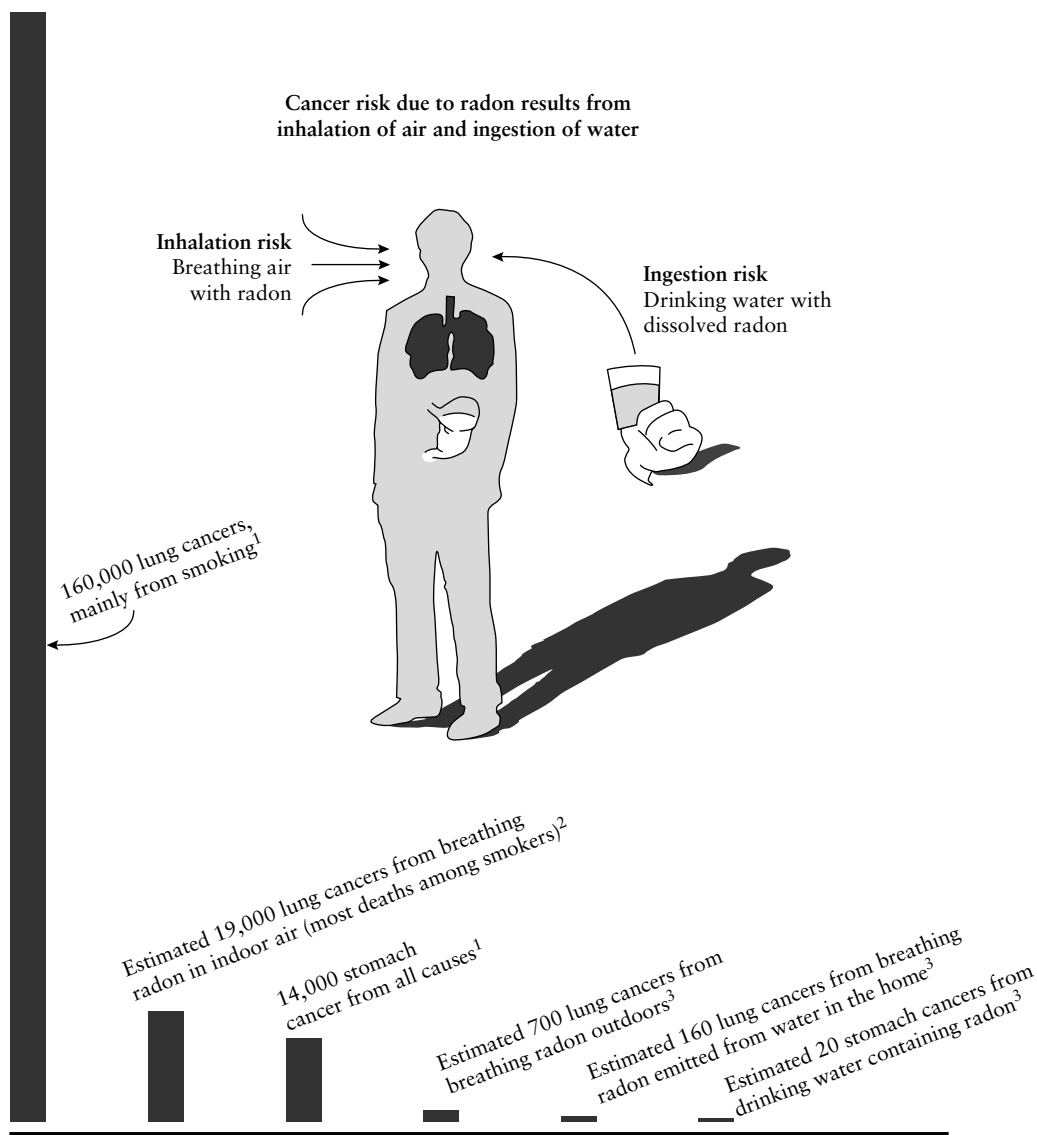 Cancer risk due to radon results from
inhalation of air and ingestion of water
Inhalation risk
Breathing air
with radon
Ingestion risk
Drinking water with
dissolved radon
160,000 lung cancers,
mainly from smoking¹
Estimated 19,000 lung cancers from breathing
radon in indoor air (most deaths among smokers)²
14,000 stomach
cancer from all causes¹
Estimated 700 lung cancers from
breathing radon outdoors³
Estimated 160 lung cancers from breathing
radon emitted from water in the home³
Estimated 20 stomach cancers from
drinking water containing radon³